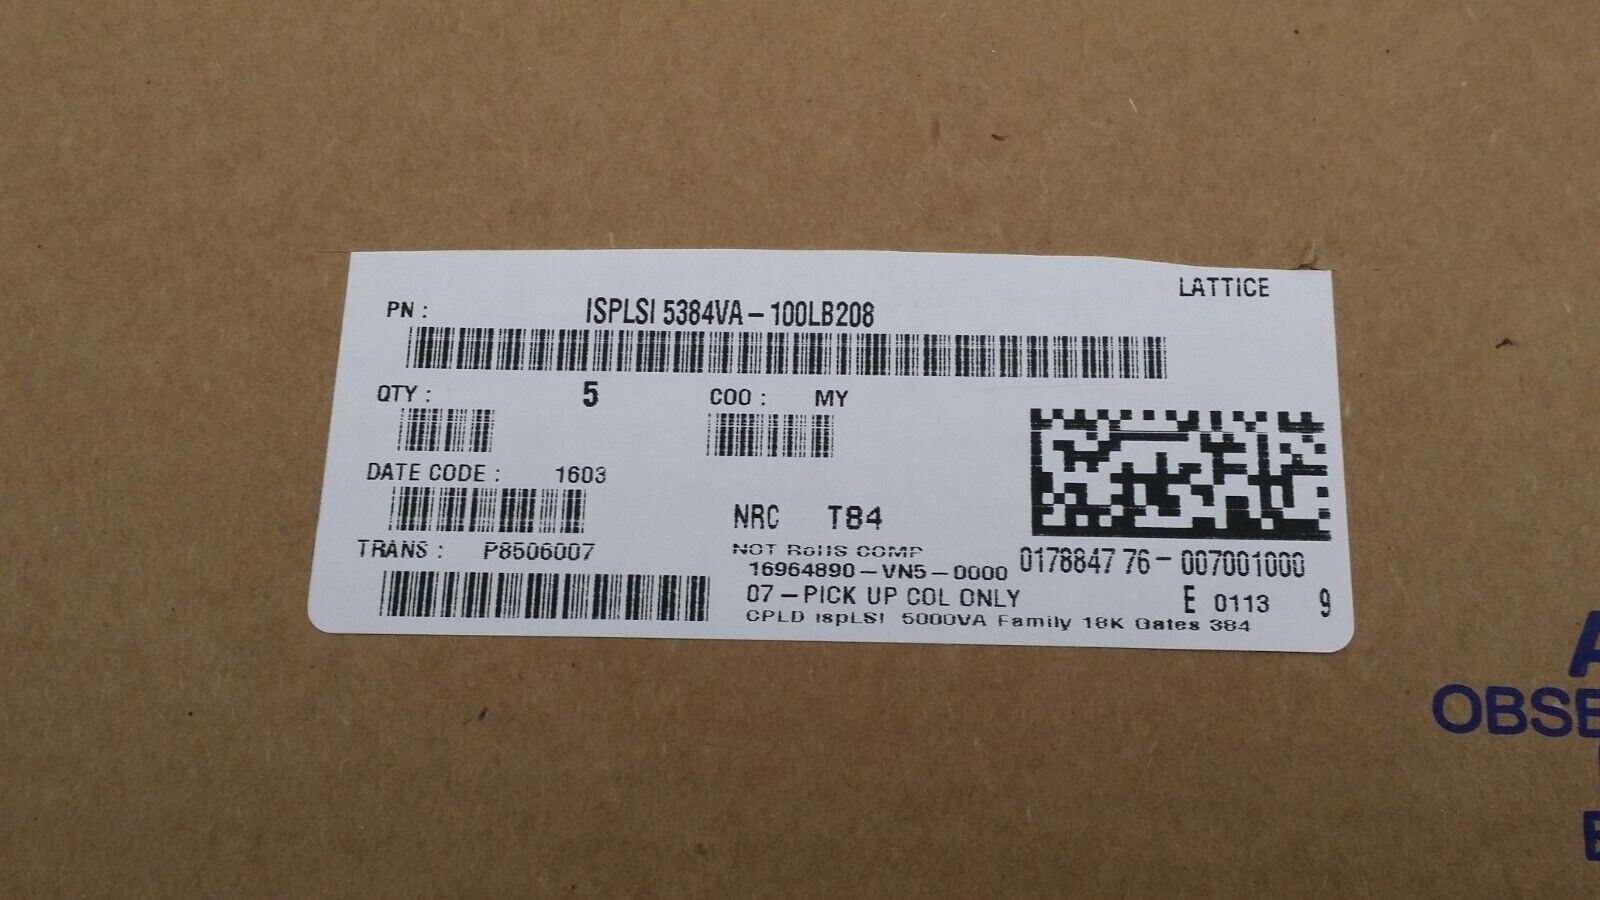 LATTICE
PN : ISPLSI 5384VA-100LB208
QTY : 5 COO : MY
DATE CODE : 1603
NRC T84
TRANS : P8506007
NOT RoHS COMP
16964890-VN5-0000 01788476-007001000
07-PICK UP COL ONLY E 0113 9
CPLD ispLSI 5000VA Family 18K Gates 384
A
OBSE